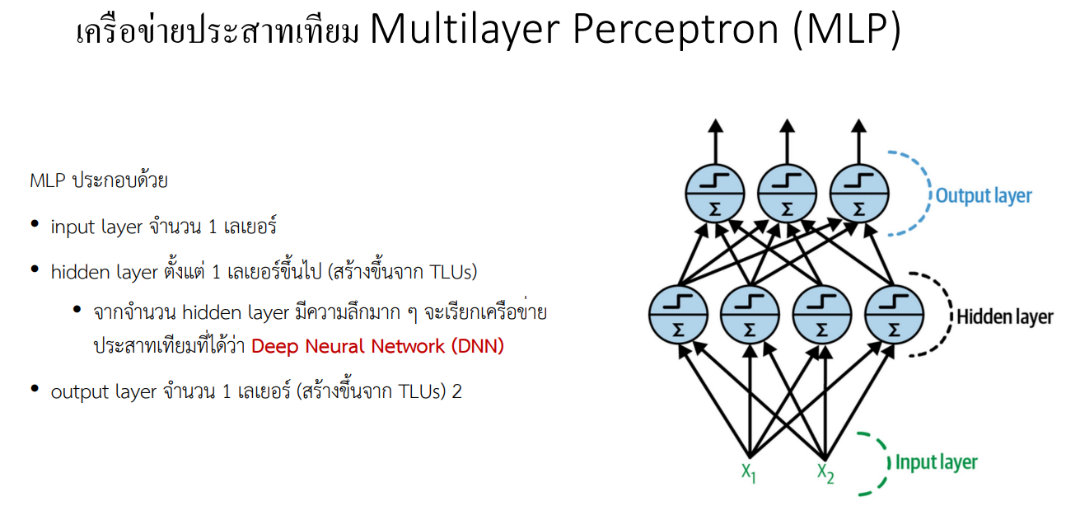 เครือข่ายประสาทเทียม Multilayer Perceptron (MLP)
MLP ประกอบด้วย
• input layer จำนวน 1 เลเยอร์
• hidden layer ตั้งแต่ 1 เลเยอร์ขึ้นไป (สร้างขึ้นจาก TLUs)
• จากจำนวน hidden layer มีความลึกมาก ๆ จะเรียกเครือข่าย
ประสาทเทียมที่ได้ว่า Deep Neural Network (DNN)
• output layer จำนวน 1 เลเยอร์ (สร้างขึ้นจาก TLUs) 2
Σ Σ Σ
Output layer
Σ Σ Σ Σ
Hidden layer
X1 X2
Input layer